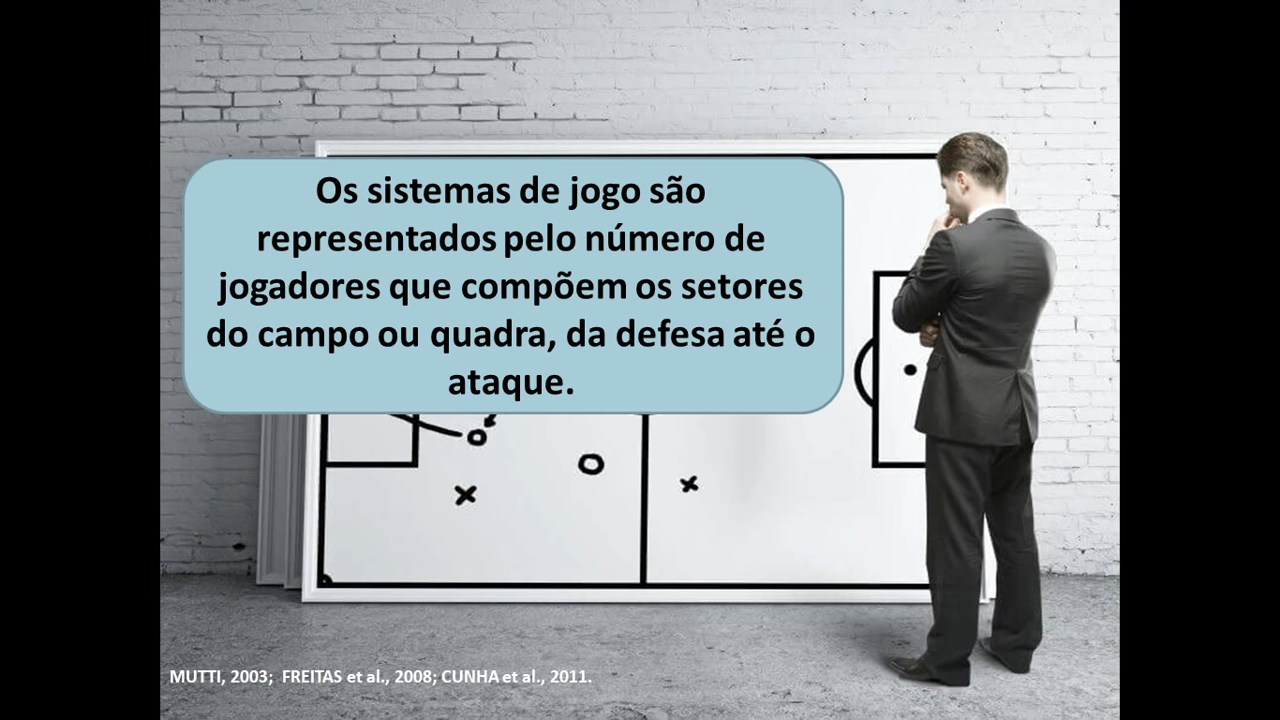 Os sistemas de jogo são
representados pelo número de
jogadores que compõem os setores
do campo ou quadra, da defesa até o
ataque.
MUTTI, 2003; FREITAS et al., 2008; CUNHA et al., 2011.